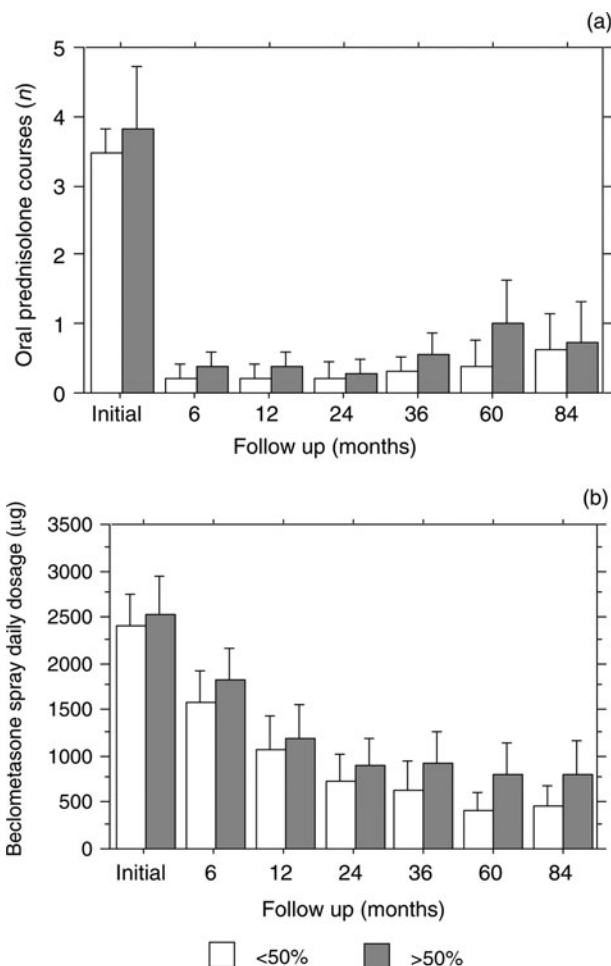 (a)
Oral prednisolone courses (n)
5
4
3
2
1
0
Initial 6 12 24 36 60 84
Follow up (months)
(b)
Beclometasone spray daily dosage (µg)
3500
3000
2500
2000
1500
1000
500
0
Initial 6 12 24 36 60 84
Follow up (months)
<50% >50%